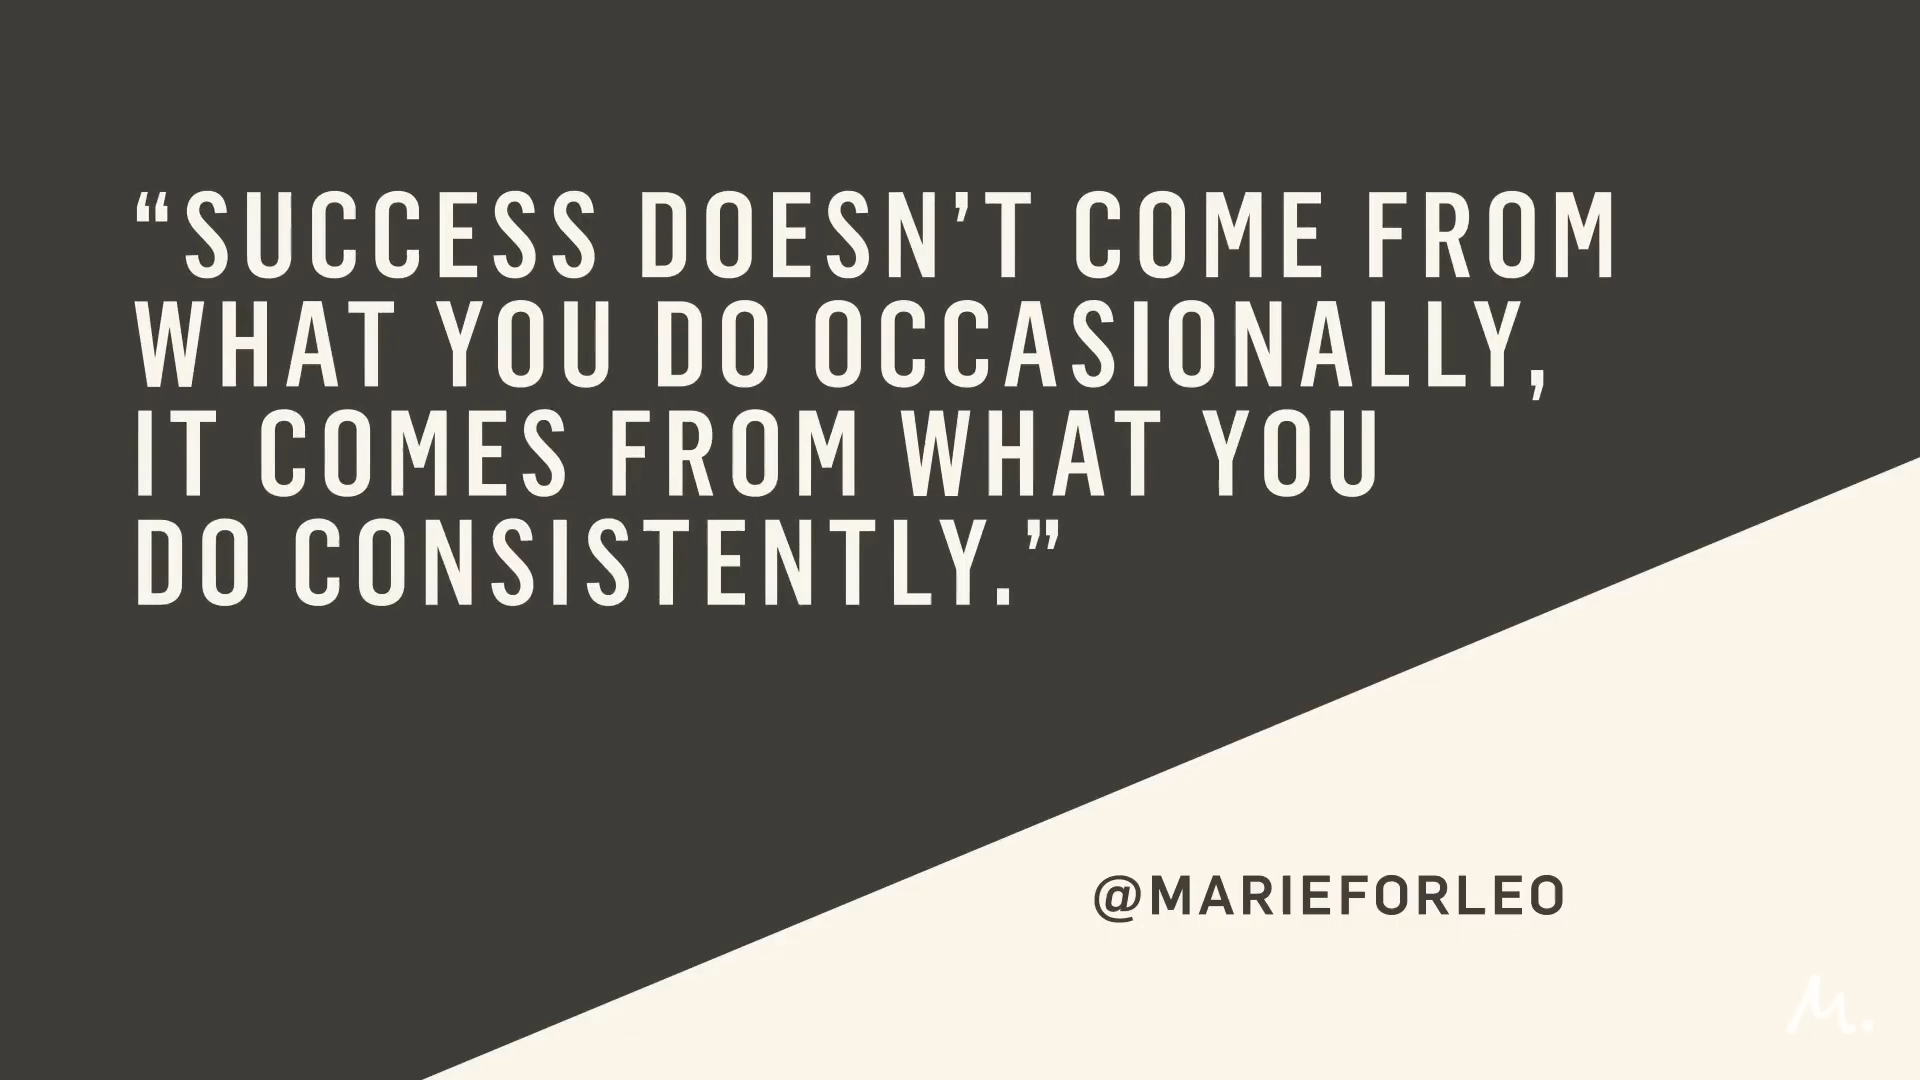 “SUCCESS DOESN’T COME FROM
WHAT YOU DO OCCASIONALLY,
IT COMES FROM WHAT YOU
DO CONSISTENTLY.”
@MARIEFORLEO
M.